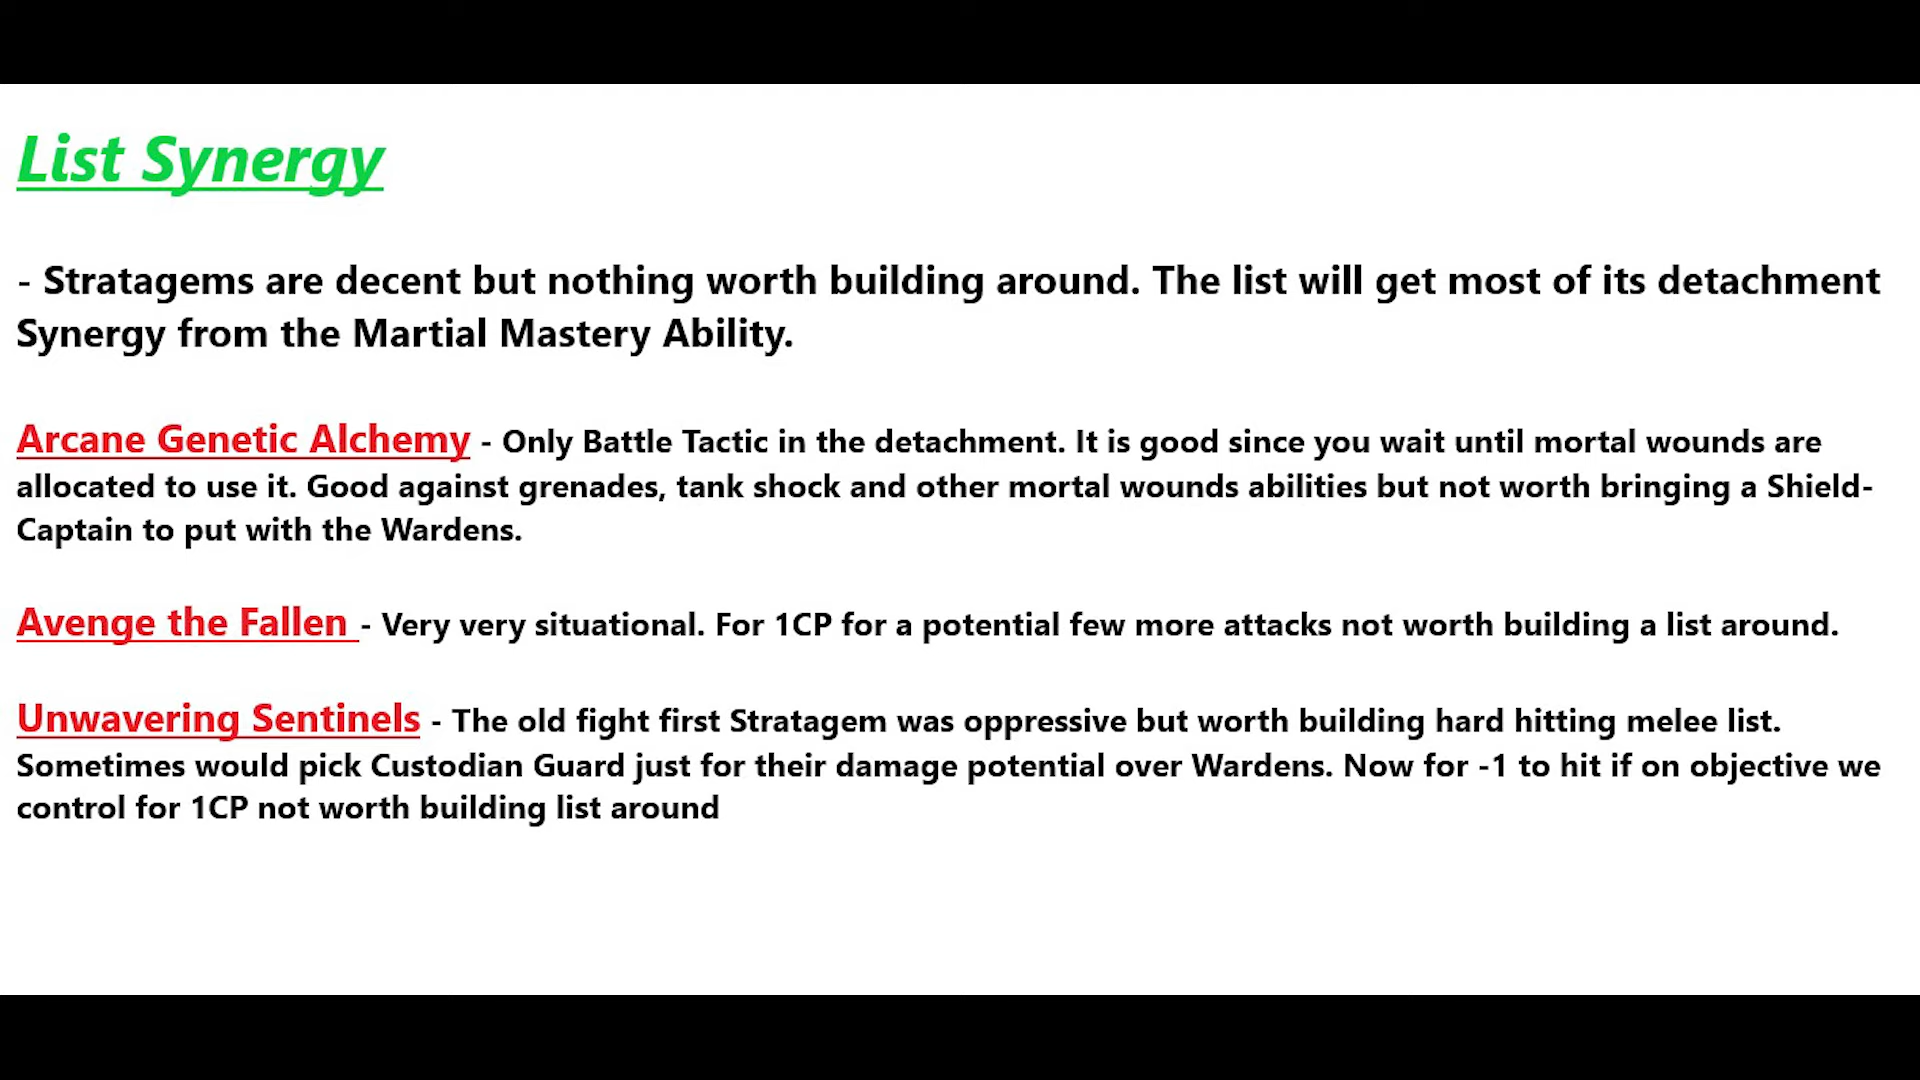 List Synergy
- Stratagems are decent but nothing worth building around. The list will get most of its detachment
Synergy from the Martial Mastery Ability.
Arcane Genetic Alchemy - Only Battle Tactic in the detachment. It is good since you wait until mortal wounds are
allocated to use it. Good against grenades, tank shock and other mortal wounds abilities but not worth bringing a Shield-
Captain to put with the Wardens.
Avenge the Fallen - Very very situational. For 1CP for a potential few more attacks not worth building a list around.
Unwavering Sentinels - The old fight first Stratagem was oppressive but worth building hard hitting melee list.
Sometimes would pick Custodian Guard just for their damage potential over Wardens. Now for -1 to hit if on objective we
control for 1CP not worth building list around